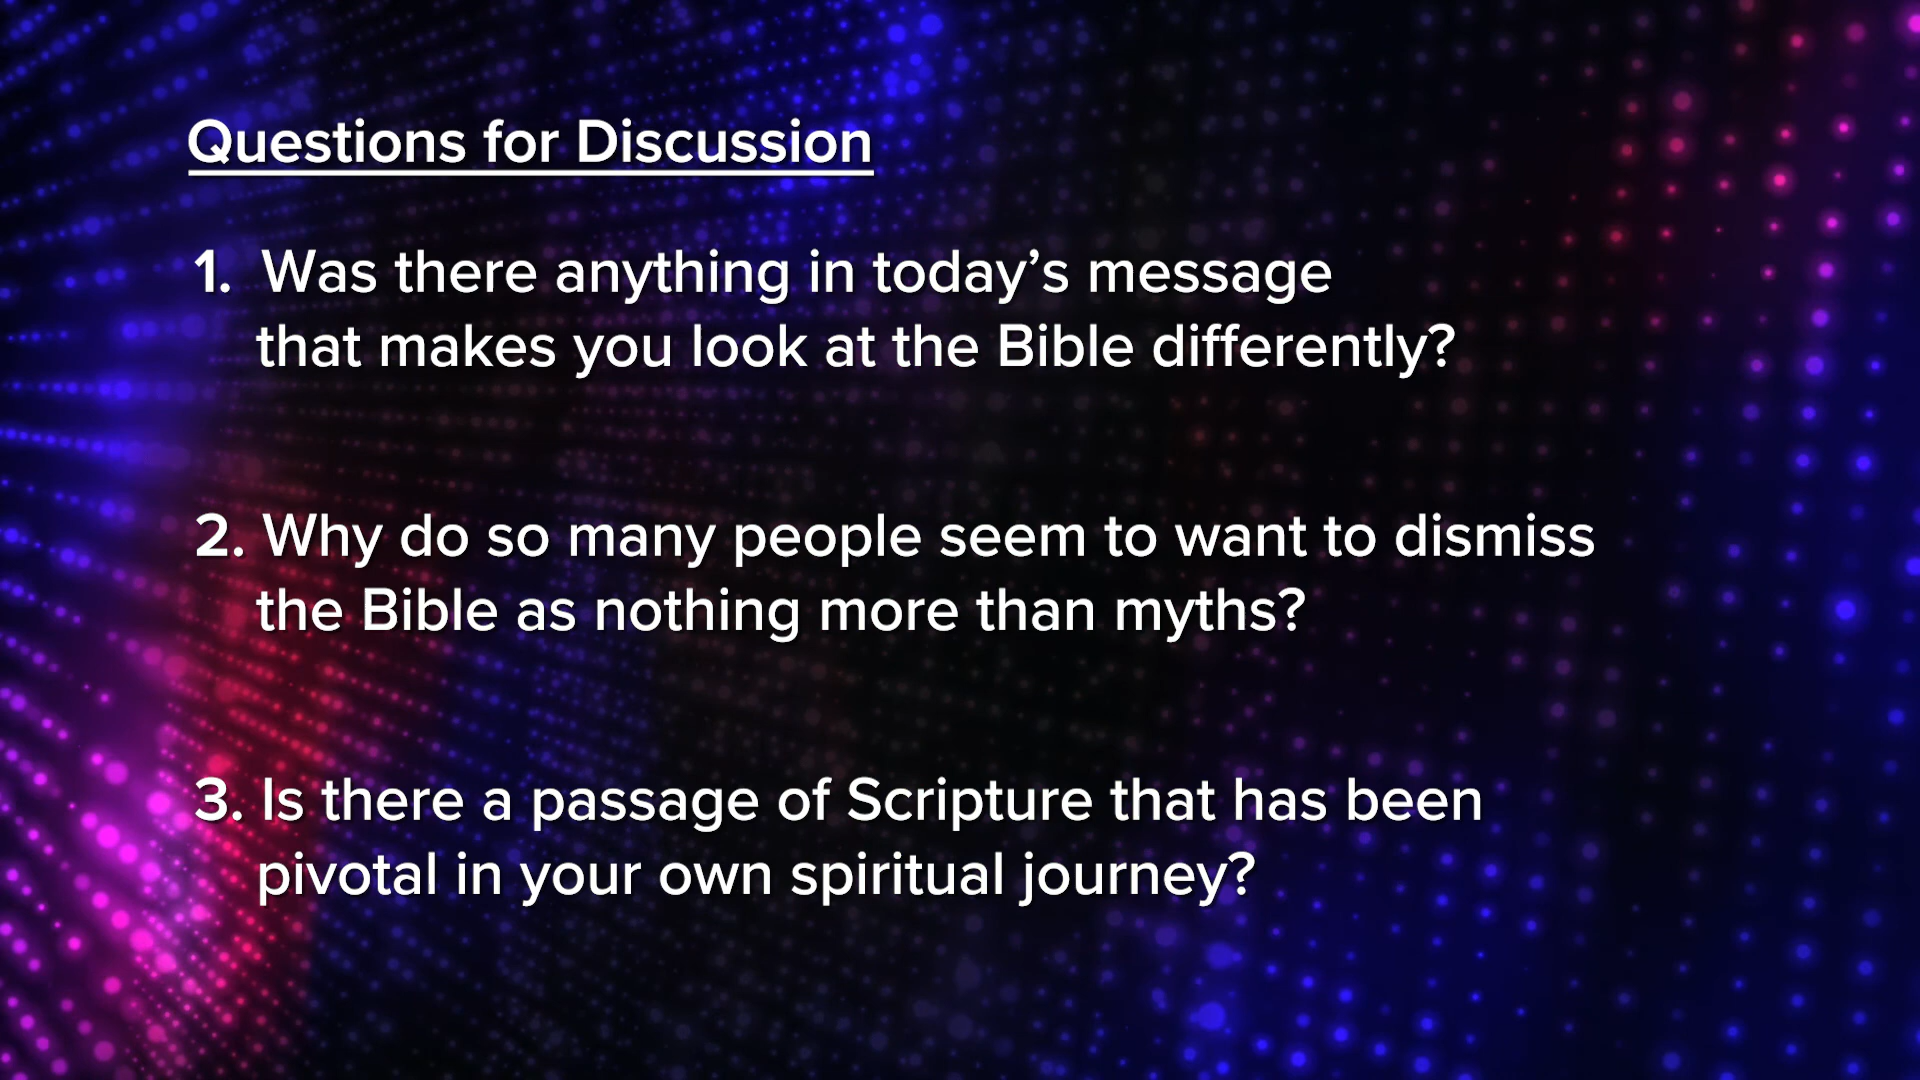 Questions for Discussion
1. Was there anything in today’s message
that makes you look at the Bible differently?
2. Why do so many people seem to want to dismiss
the Bible as nothing more than myths?
3. Is there a passage of Scripture that has been
pivotal in your own spiritual journey?